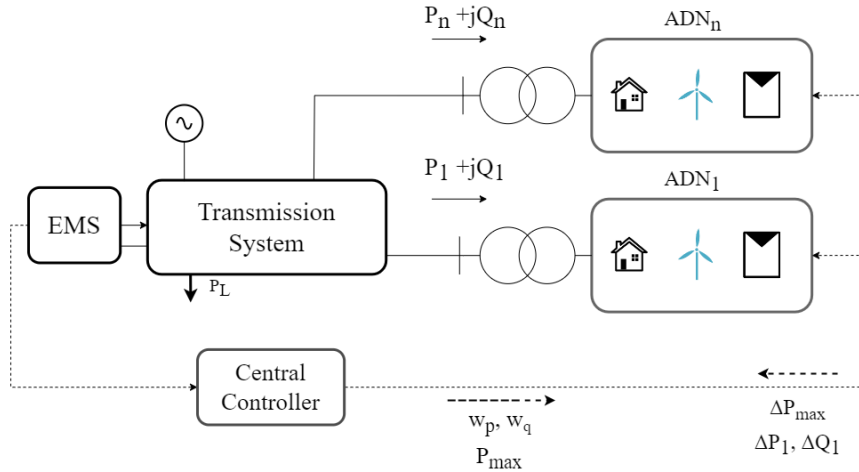 Pn +jQn
ADNn
P1 +jQ1
ADN1
EMS
Transmission
System
PL
Central
Controller
wp, wq
Pmax
ΔPmax
ΔP1, ΔQ1